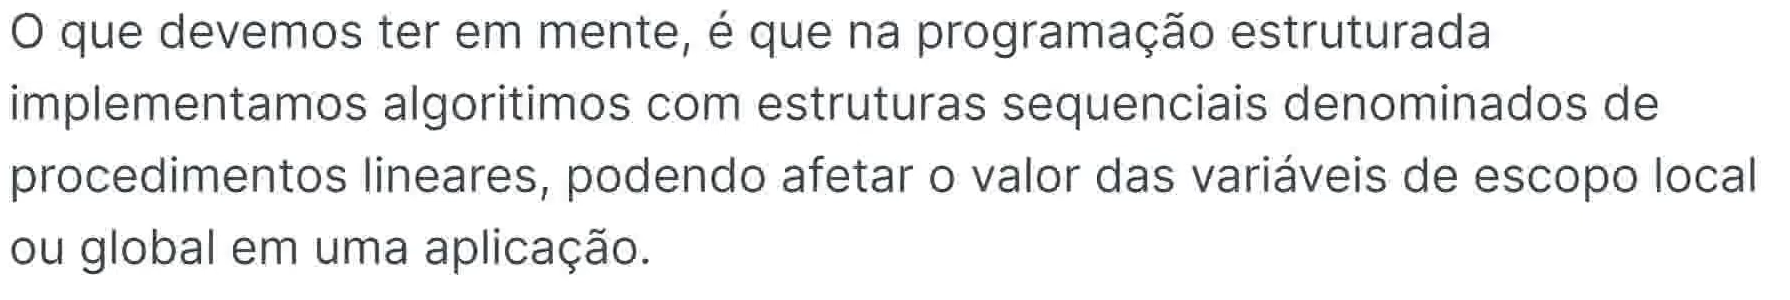 O que devemos ter em mente, é que na programação estruturada
implementamos algoritimos com estruturas sequenciais denominados de
procedimentos lineares, podendo afetar o valor das variáveis de escopo local
ou global em uma aplicação.